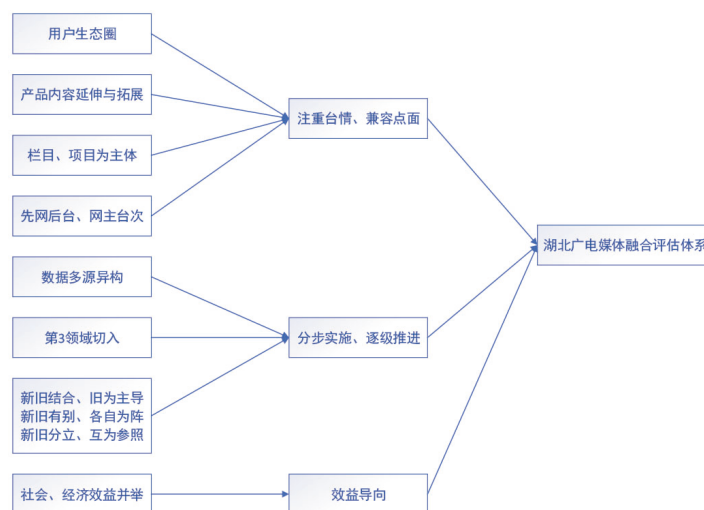 用户生态圈
产品内容延伸与拓展
栏目、项目为主体
先网后台、网主台次
注重台情、兼容点面
数据多源异构
第3领域切入
新旧结合、旧为主导
新旧有别、各自为阵
新旧分立、互为参照
分步实施、逐级推进
社会、经济效益并举
效益导向
湖北广电媒体融合评估体系